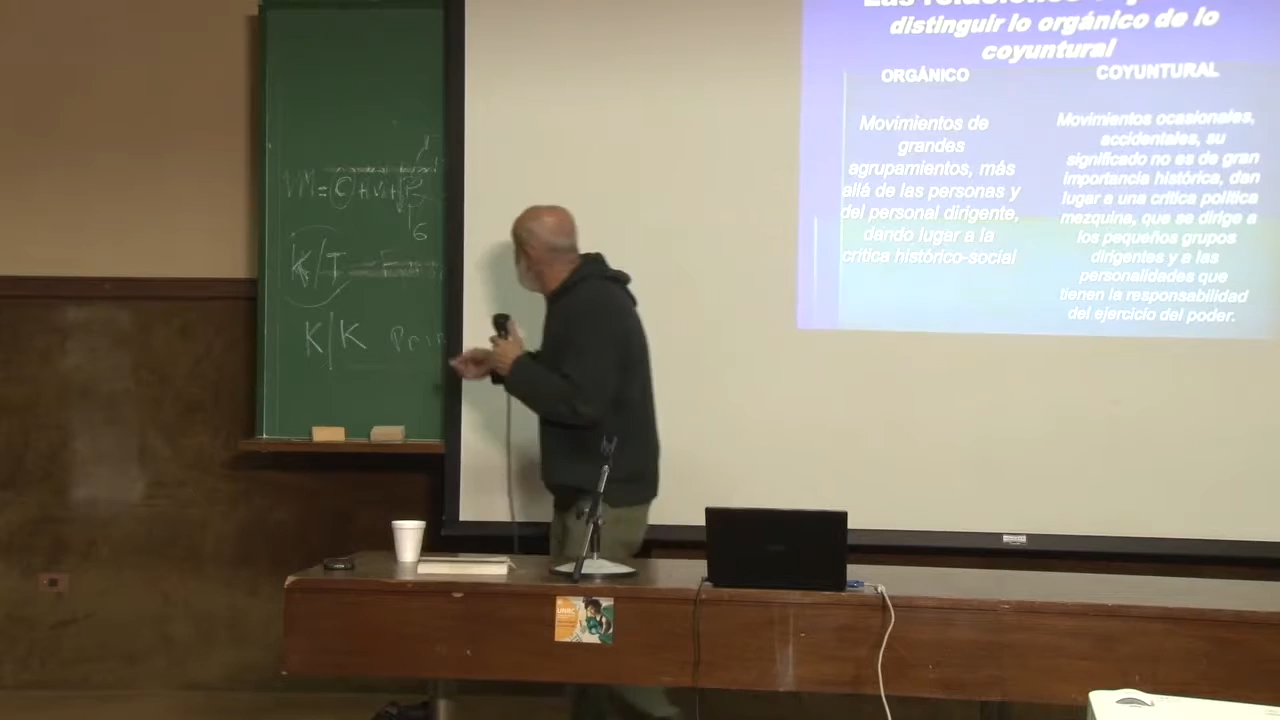 distinguir lo orgánico de lo
coyuntural
ORGÁNICO
Movimientos de
grandes
agrupamientos, más
allá de las personas y
del personal dirigente,
dando lugar a la
crítica histórico-social
COYUNTURAL
Movimientos ocasionales,
accidentales, su
significado no es de gran
importancia histórica, dan
lugar a una crítica política
mezquina, que se dirige a
los pequeños grupos
dirigentes y a las
personalidades que
tienen la responsabilidad
del ejercicio del poder.
K/T
K/K
6